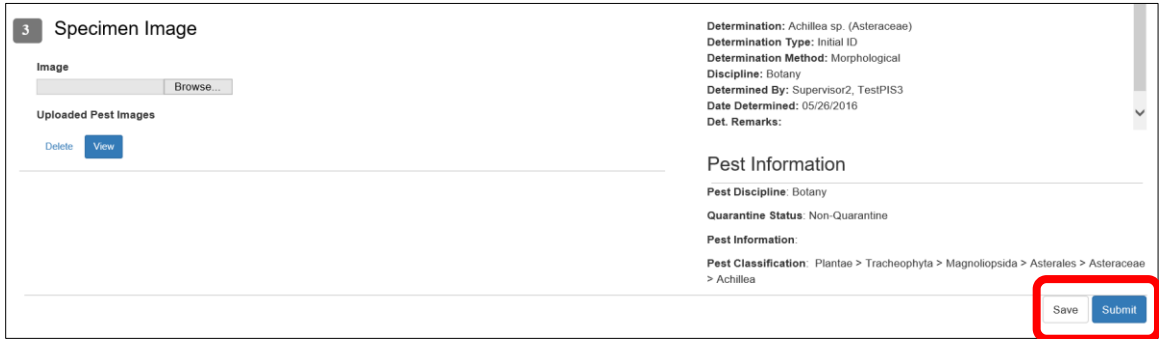 3 Specimen Image
Image
Browse...
Uploaded Pest Images
Delete View
Determination: Achillea sp. (Asteraceae)
Determination Type: Initial ID
Determination Method: Morphological
Discipline: Botany
Determined By: Supervisor2, TestPIS3
Date Determined: 05/26/2016
Det. Remarks:
Pest Information
Pest Discipline: Botany
Quarantine Status: Non-Quarantine
Pest Information:
Pest Classification: Plantae > Tracheophyta > Magnoliopsida > Asterales > Asteraceae
> Achillea
Save Submit